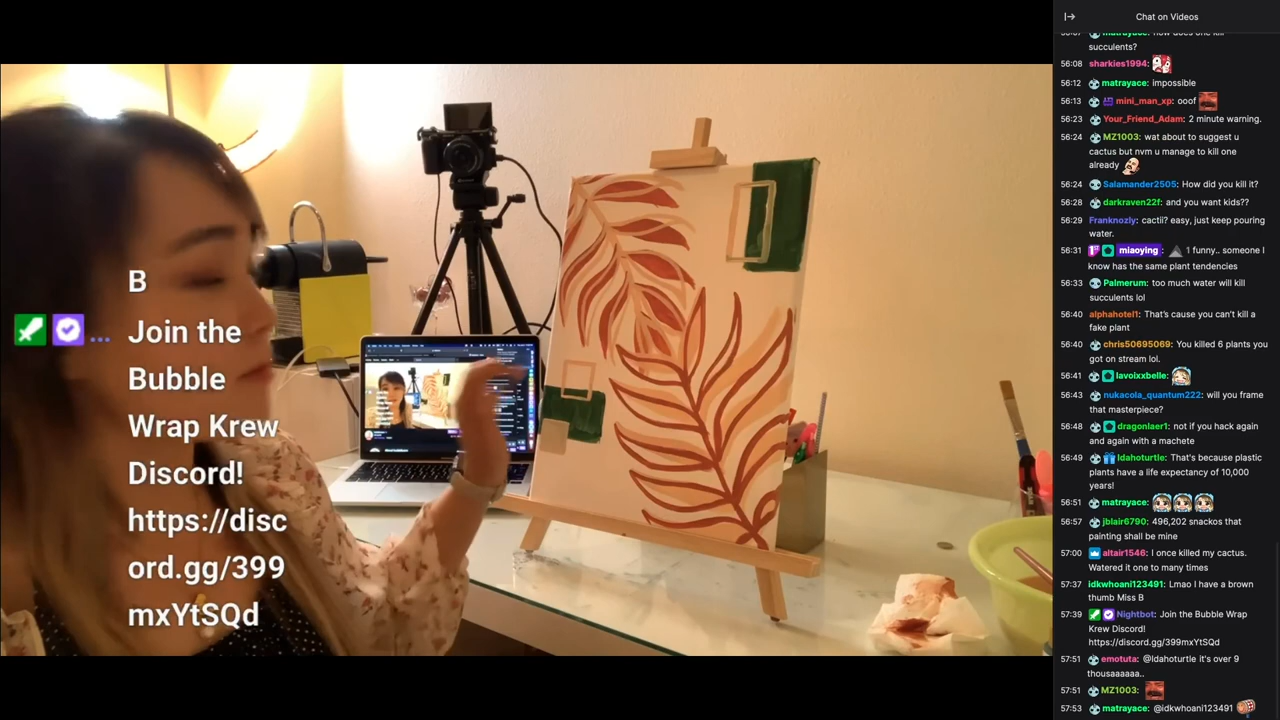 B
Join the
Bubble
Wrap Krew
Discord!
https://disc
ord.gg/399
mxYtSQd
Chat on Videos
succulents?
56:08 sharkies1994:
56:12 matrayace: impossible
56:13 mini_man_xp: ooof
56:23 Your_Friend_Adam: 2 minute warning.
56:24 MZ1003: wat about to suggest u
cactus but nvm u manage to kill one
already
56:24 Salamander2505: How did you kill it?
56:28 darkraven22f: and you want kids??
56:29 Franknozly: cactii? easy, just keep pouring
water.
56:31 miaoying : 1 funny.. someone I
know has the same plant tendencies
56:33 Palmerum: too much water will kill
succulents lol
56:40 alphahotel1: That's cause you can't kill a
fake plant
56:40 chris50695069: You killed 6 plants you
got on stream lol.
56:41 lavoixxbelle:
56:43 nukacola_quantum222: will you frame
that masterpiece?
56:48 dragonlaer1: not if you hack again
and again with a machete
56:49 Idahoturtle: That's because plastic
plants have a life expectancy of 10,000
years!
56:51 matrayace:
56:57 jblair6790: 496,202 snackos that
painting shall be mine
57:00 altair1546: I once killed my cactus.
Watered it one to many times
57:37 idkwhoani123491: Lmao I have a brown
thumb Miss B
57:39 Nightbot: Join the Bubble Wrap
Krew Discord!
https://discord.gg/399mxYtSQd
57:51 emotuta: @Idahoturtle it's over 9
thousaaaaaa..
57:51 MZ1003:
57:53 matrayace: @idkwhoani123491